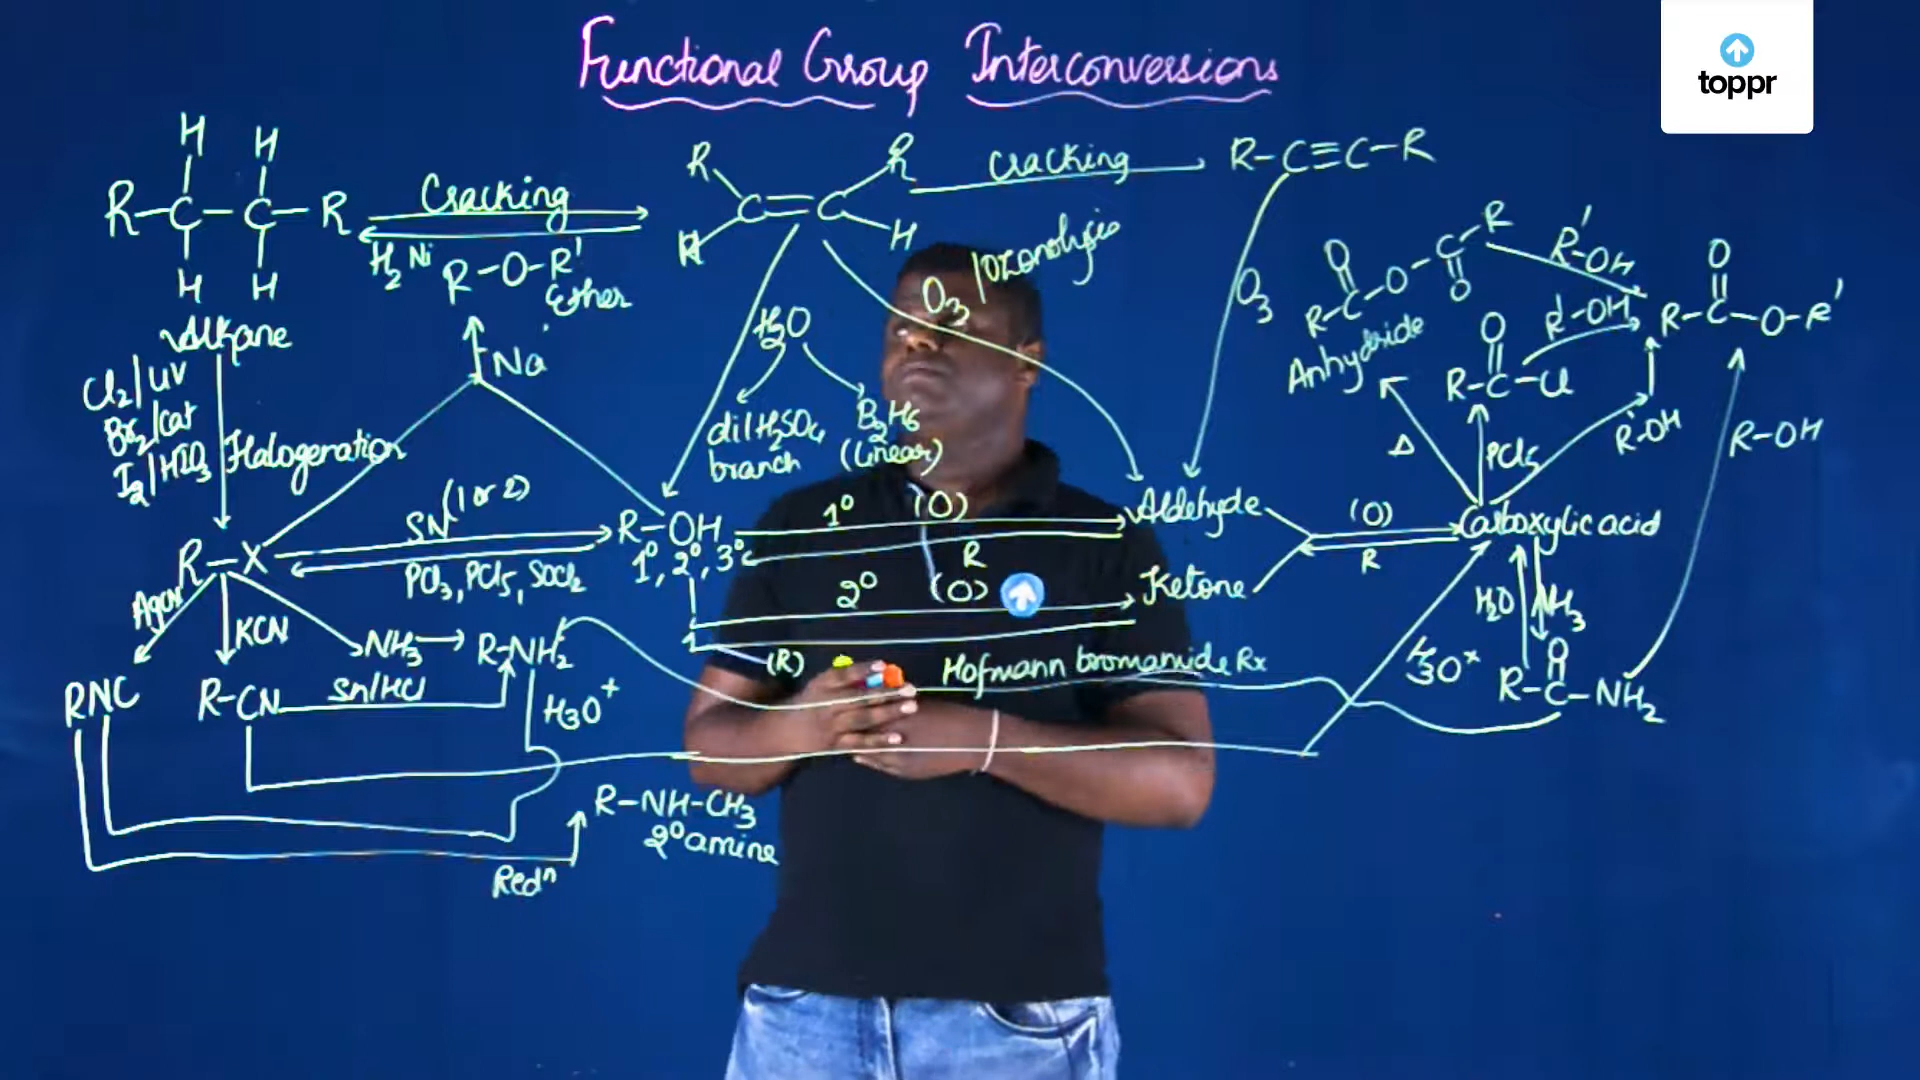 Functional Group Interconversions
toppr
H H
R-C-C-R
H H
Alkane
Cracking
H2 Ni
R R
C=C
H H
cracking
R-C≡C-R
R-O-R'
Ether
Na
Cl2/UV
Br2/Cat
I2/HIO3
Halogenation
H2O
dil H2SO4
branch
B2H6
(Linear)
O3/Ozonolysis
O3
O
R-C-O-C-R
O
Anhydride
R'-OH
O
R-C-Cl
R'-OH
O
R-C-O-R'
Δ
PCl5
R'-OH
R-OH
R-X
SN(1 or 2)
PCl3, PCl5, SOCl2
R-OH
1°, 2°, 3°
1° (O)
R
2° (O)
(R)
Aldehyde
Ketone
(O)
R
Carboxylic acid
H2O
NH3
O
R-C-NH2
H3O+
AgCN
KCN
NH3
R-NH2
RNC
R-CN
Sn/HCl
H3O+
Hofmann bromamide Rx
R-NH-CH3
2° amine
Redn